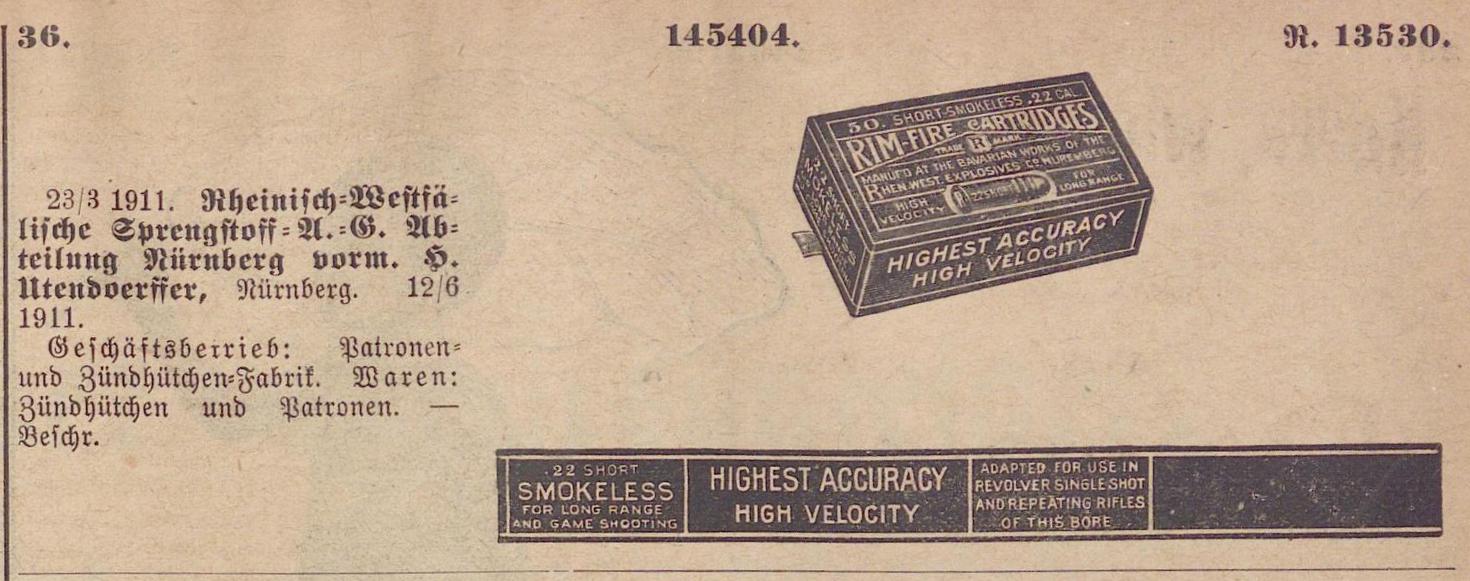 36. 145404. R. 13530.
23/3 1911. Rheinisch-Westfä-
lische Sprengstoff-A.-G. Ab-
teilung Nürnberg vorm. H.
Utendoerffer, Nürnberg. 12/6
1911.
Geschäftsberrieb: Patronen-
und Zündhütchen-Fabrik. Waren:
Zündhütchen und Patronen. —
Beschr.
50. SHORT-SMOKELESS .22 CAL.
RIM-FIRE CARTRIDGES
TRADE R MARK
MANUF'D AT THE BAVARIAN WORKS OF THE
RHEN. WEST. EXPLOSIVES Co NUREMBERG
HIGH VELOCITY
22 SHORT
FOR LONG RANGE
HIGHEST ACCURACY
HIGH VELOCITY
.22 SHORT
SMOKELESS
FOR LONG RANGE
AND GAME SHOOTING
HIGHEST ACCURACY
HIGH VELOCITY
ADAPTED FOR USE IN
REVOLVER SINGLE SHOT
AND REPEATING RIFLES
OF THIS BORE